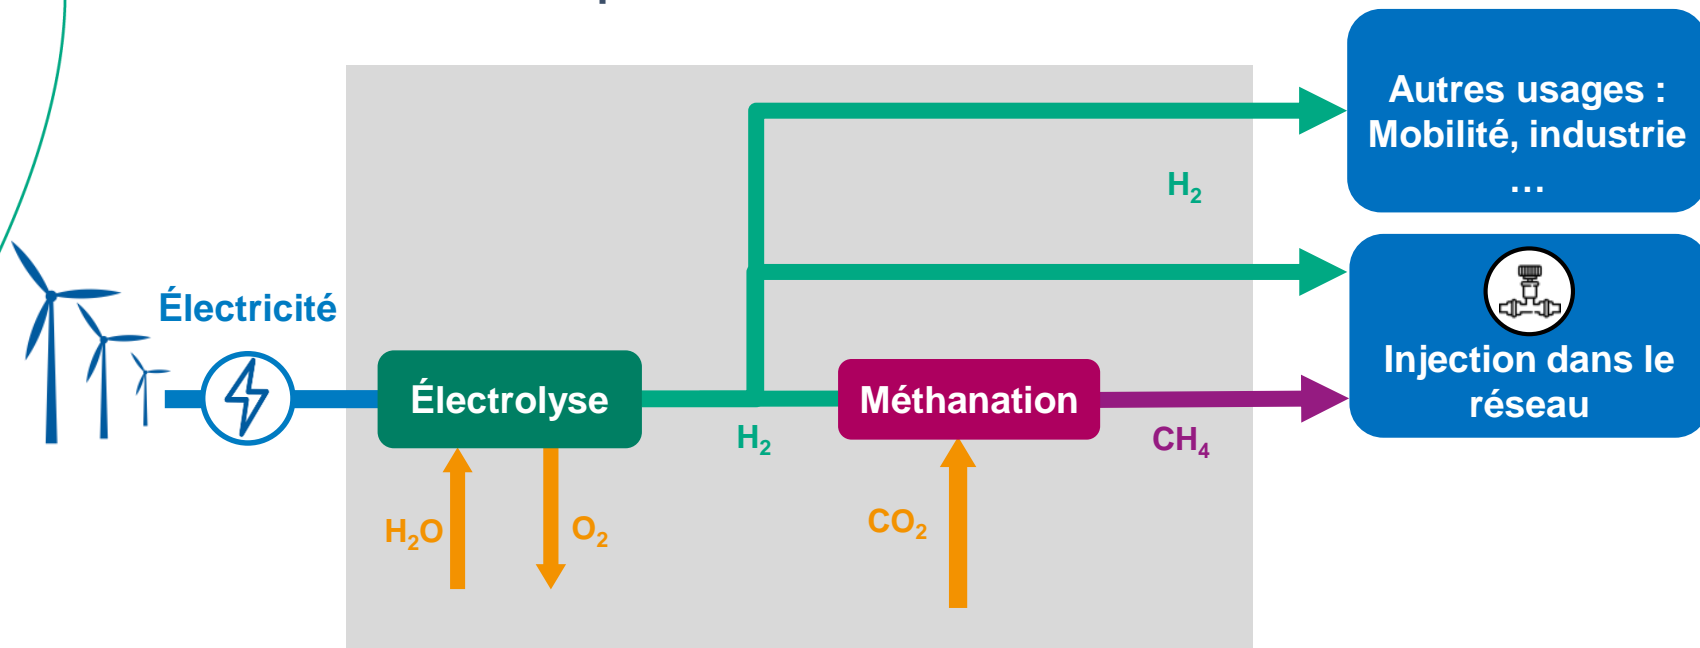 Autres usages :
Mobilité, industrie
…
H₂
Électricité
Injection dans le
réseau
Électrolyse
Méthanation
H₂
CH₄
H₂O
O₂
CO₂